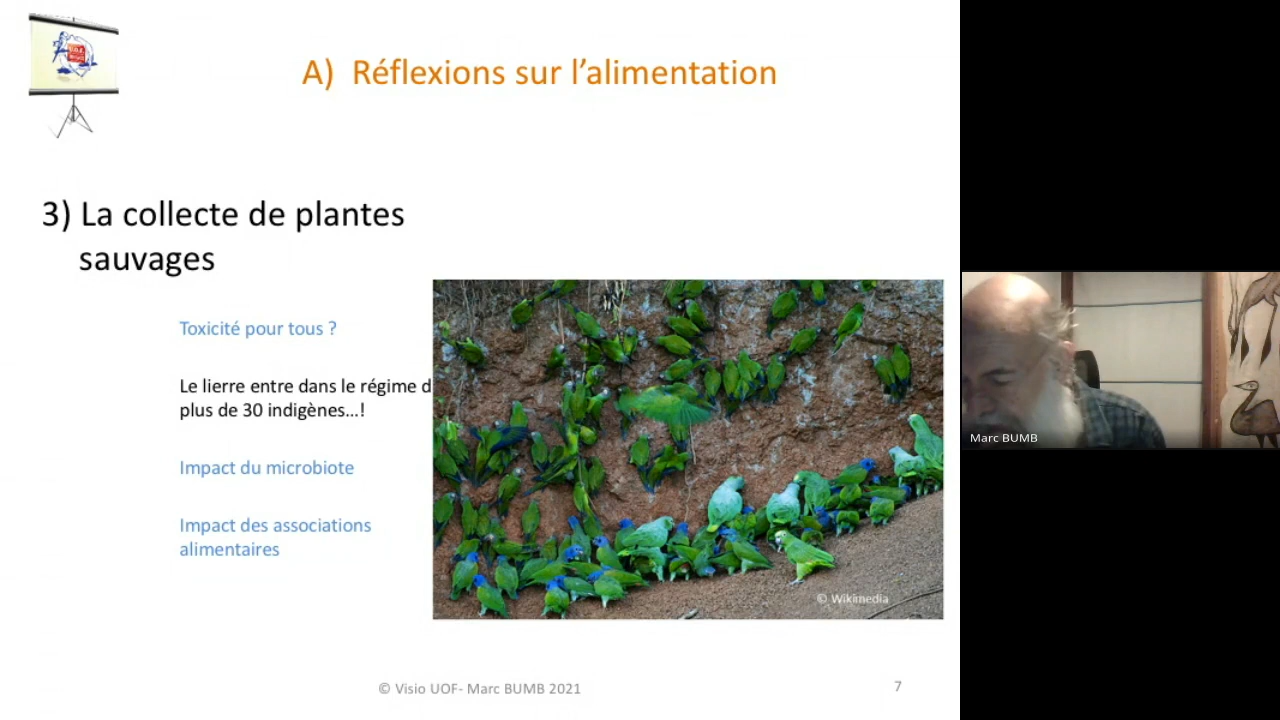 A) Réflexions sur l’alimentation
3) La collecte de plantes
sauvages
Toxicité pour tous ?
Le lierre entre dans le régime d
plus de 30 indigènes…!
Impact du microbiote
Impact des associations
alimentaires
© Wikimedia
Marc BUMB
© Visio UOF- Marc BUMB 2021
7